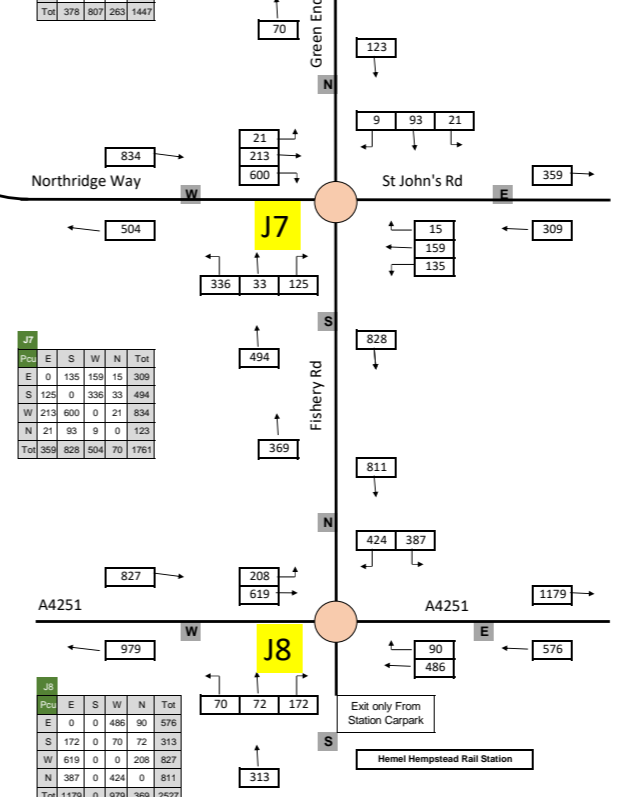 Tot 378 807 263 1447
70
Green End
123
N
9 93 21
21
213
600
834
Northridge Way
W
St John's Rd
359
E
504
J7
15
159
135
309
336 33 125
S
828
494
Fishery Rd
J7
Pcu E S W N Tot
E 0 135 159 15 309
S 125 0 336 33 494
W 213 600 0 21 834
N 21 93 9 0 123
Tot 359 828 504 70 1761
369
811
N
424 387
827
208
619
1179
A4251
A4251
W
E
979
J8
90
486
576
J8
Pcu E S W N Tot
E 0 0 486 90 576
S 172 0 70 72 313
W 619 0 0 208 827
N 387 0 424 0 811
Tot 1179 0 979 369 2527
70 72 172
Exit only From
Station Carpark
S
Hemel Hempstead Rail Station
313